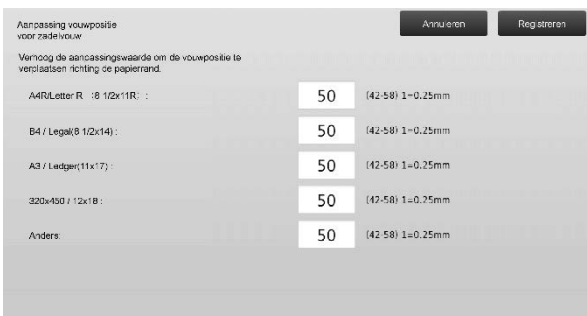 Aanpassing vouwpositie
voor zadelvouw
Annuleren
Registreren
Verhoog de aanpassingswaarde om de vouwpositie te
verplaatsen richting de papierrand.
A4R/Letter R (8 1/2x11R) :
50
(42-58) 1=0.25mm
B4 / Legal(8 1/2x14) :
50
(42-58) 1=0.25mm
A3 / Ledger(11x17) :
50
(42-58) 1=0.25mm
320x450 / 12x18 :
50
(42-58) 1=0.25mm
Anders:
50
(42-58) 1=0.25mm